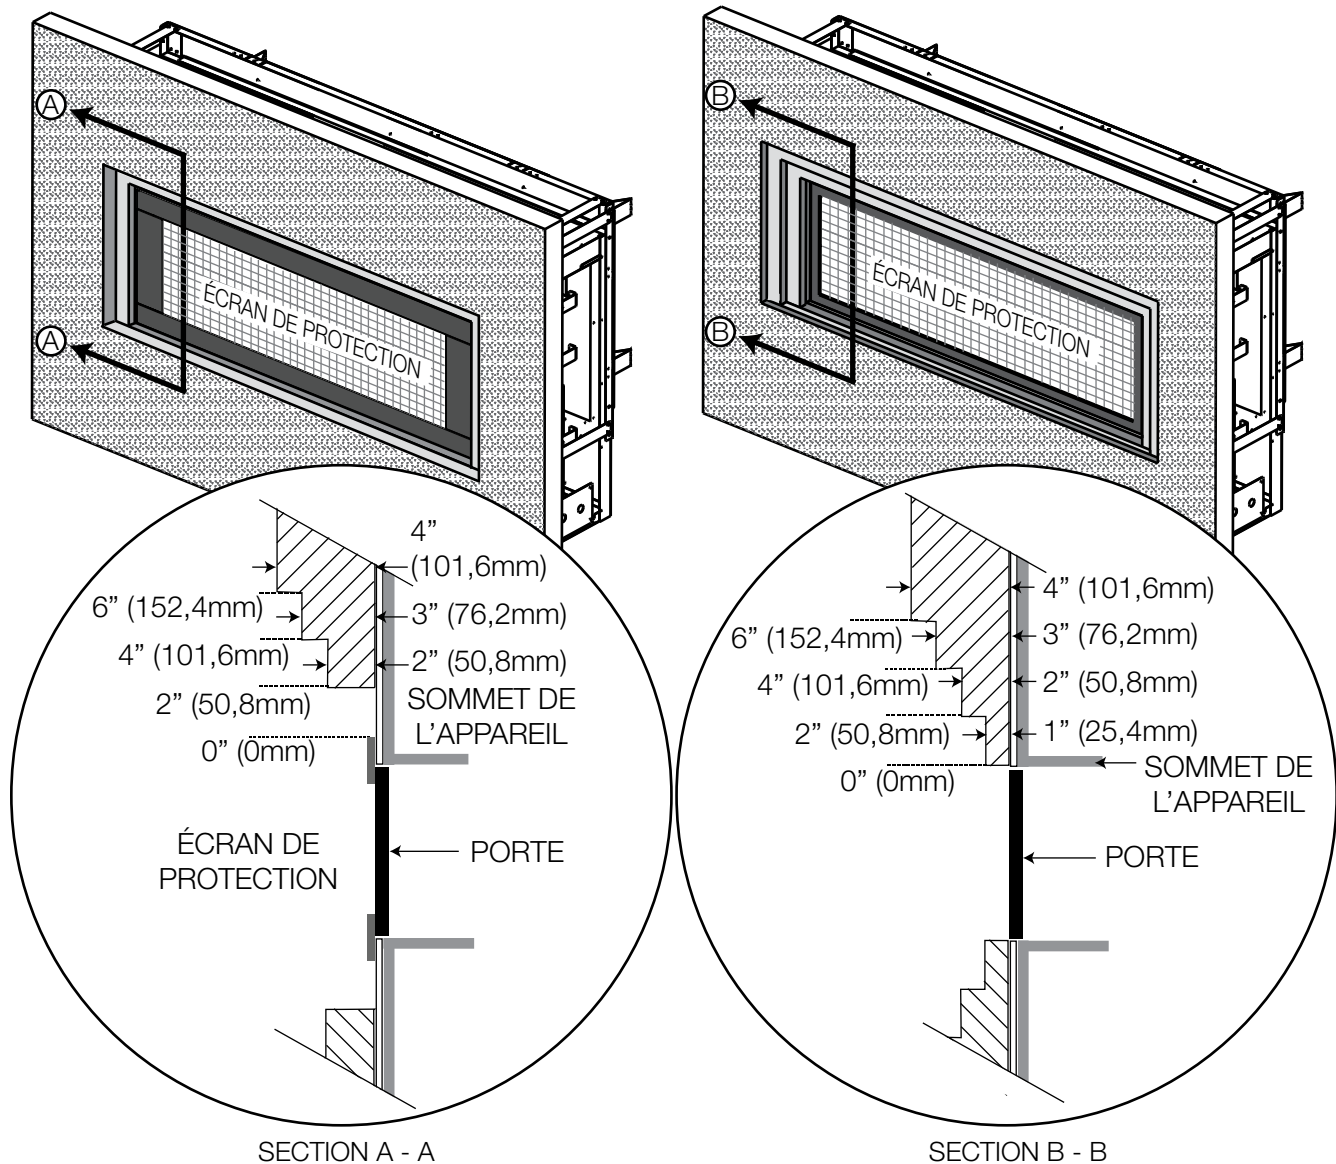 A
A
ÉCRAN DE PROTECTION
B
B
ÉCRAN DE PROTECTION
4”
(101,6mm)
6” (152,4mm)
3” (76,2mm)
4” (101,6mm)
2” (50,8mm)
2” (50,8mm)
SOMMET DE
L’APPAREIL
0” (0mm)
ÉCRAN DE
PROTECTION
PORTE
SECTION A - A
4” (101,6mm)
6” (152,4mm)
3” (76,2mm)
4” (101,6mm)
2” (50,8mm)
2” (50,8mm)
1” (25,4mm)
0” (0mm)
SOMMET DE
L’APPAREIL
PORTE
SECTION B - B